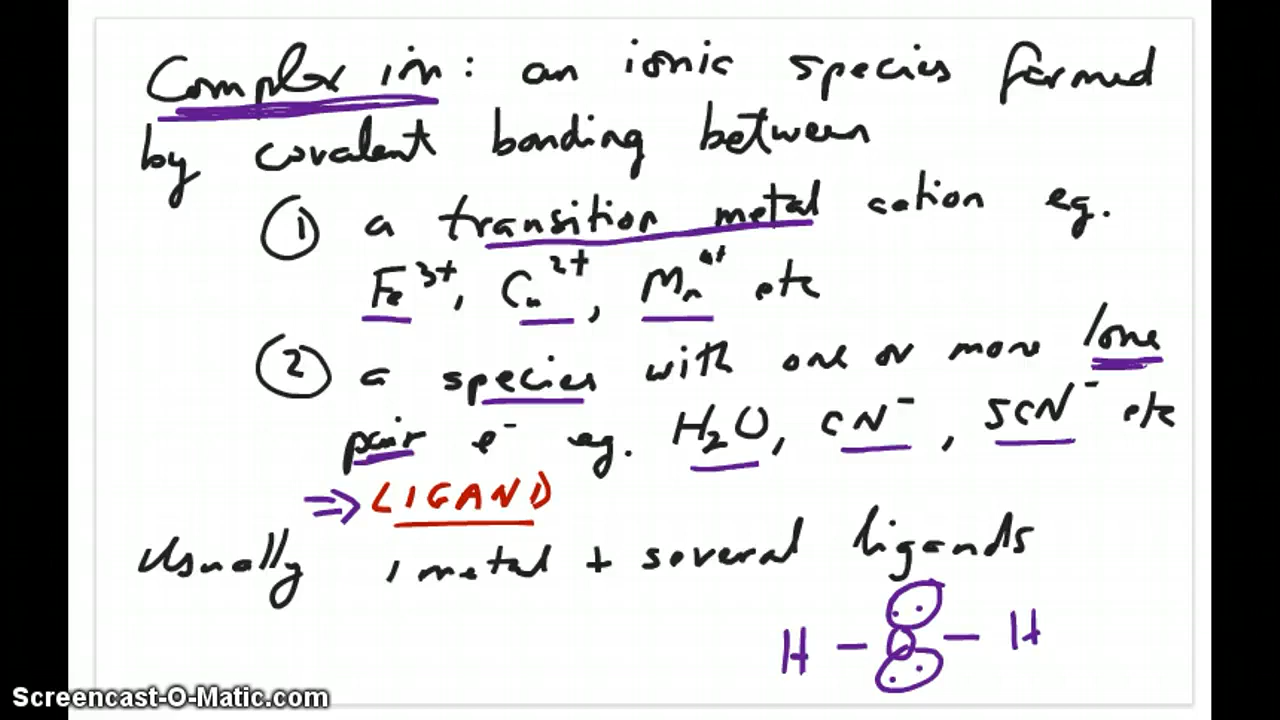 Complex ion: an ionic species formed
by covalent bonding between
① a transition metal cation eg.
Fe³⁺, Cu²⁺, Mn⁴⁺ etc
② a species with one or more lone
pair e⁻ eg. H₂O, CN⁻, SCN⁻ etc
⇒ LIGAND
Usually 1 metal + several ligands
H - O - H
Screencast-O-Matic.com